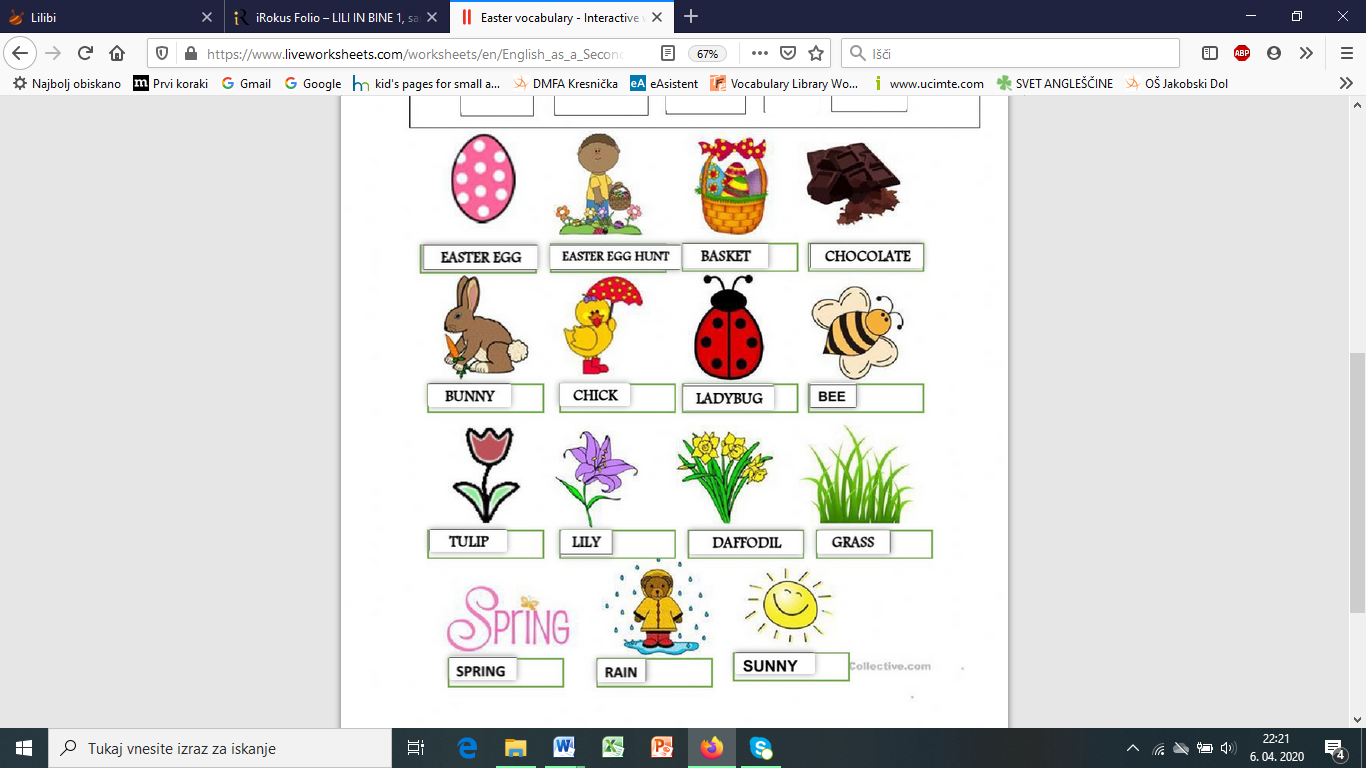 Lilibi
iRokus Folio – LILI IN BINE 1, sa
Easter vocabulary - Interactive
https://www.liveworksheets.com/worksheets/en/English_as_a_Secon
67%
Išči
ABP
Najbolj obiskano
m Prvi koraki
G Gmail
G Google
h kid's pages for small a...
DMFA Kresnička
eA eAsistent
Vocabulary Library Wo...
www.ucimte.com
SVET ANGLEŠČINE
OŠ Jakobski Dol
EASTER EGG
EASTER EGG HUNT
BASKET
CHOCOLATE
BUNNY
CHICK
LADYBUG
BEE
TULIP
LILY
DAFFODIL
GRASS
Spring
SPRING
RAIN
SUNNY
Collective.com
Tukaj vnesite izraz za iskanje
22:21
6. 04. 2020
4